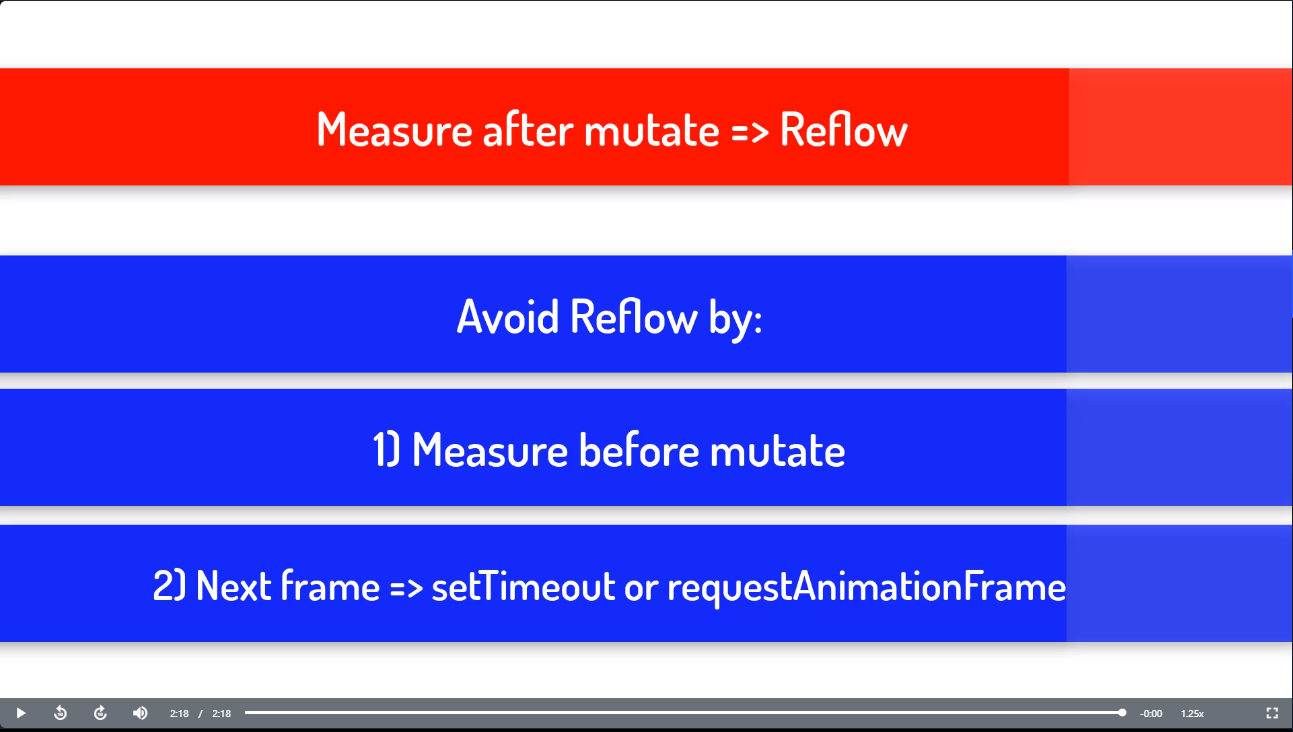 Measure after mutate => Reflow
Avoid Reflow by:
1) Measure before mutate
2) Next frame => setTimeout or requestAnimationFrame
2:18 / 2:18 -0:00 1.25x